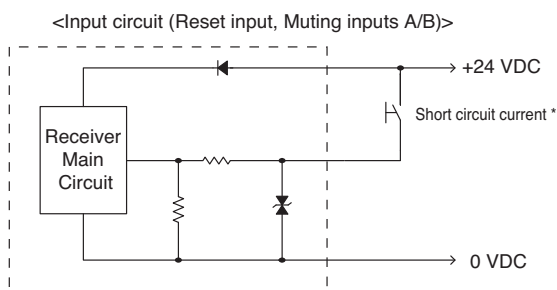 <Input circuit (Reset input, Muting inputs A/B)>
+24 VDC
Short circuit current *
Receiver
Main
Circuit
0 VDC